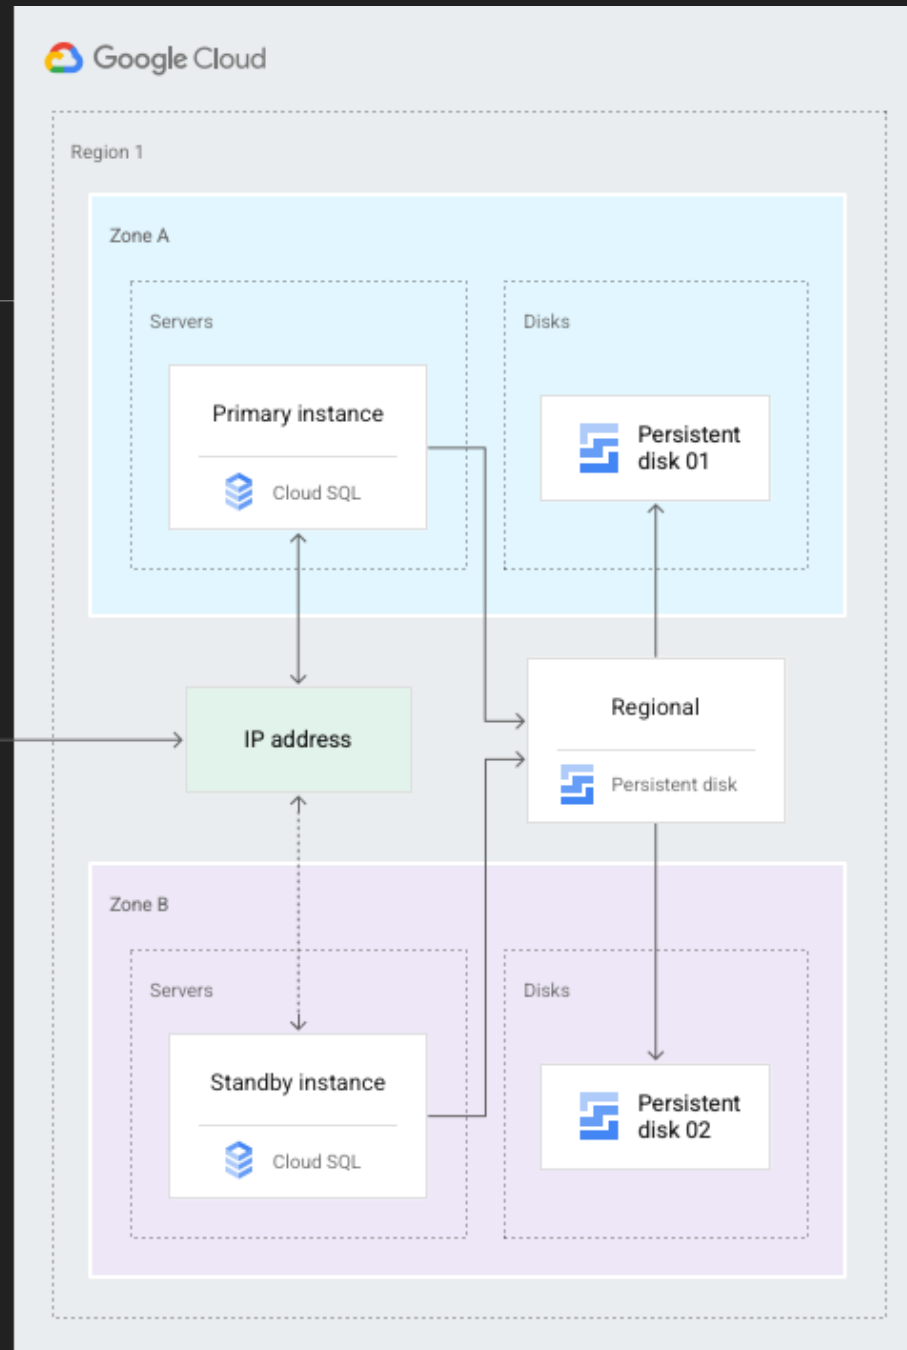 Google Cloud
Region 1
Zone A
Servers
Disks
Primary instance
Cloud SQL
Persistent
disk 01
IP address
Regional
Persistent disk
Zone B
Servers
Disks
Standby instance
Cloud SQL
Persistent
disk 02